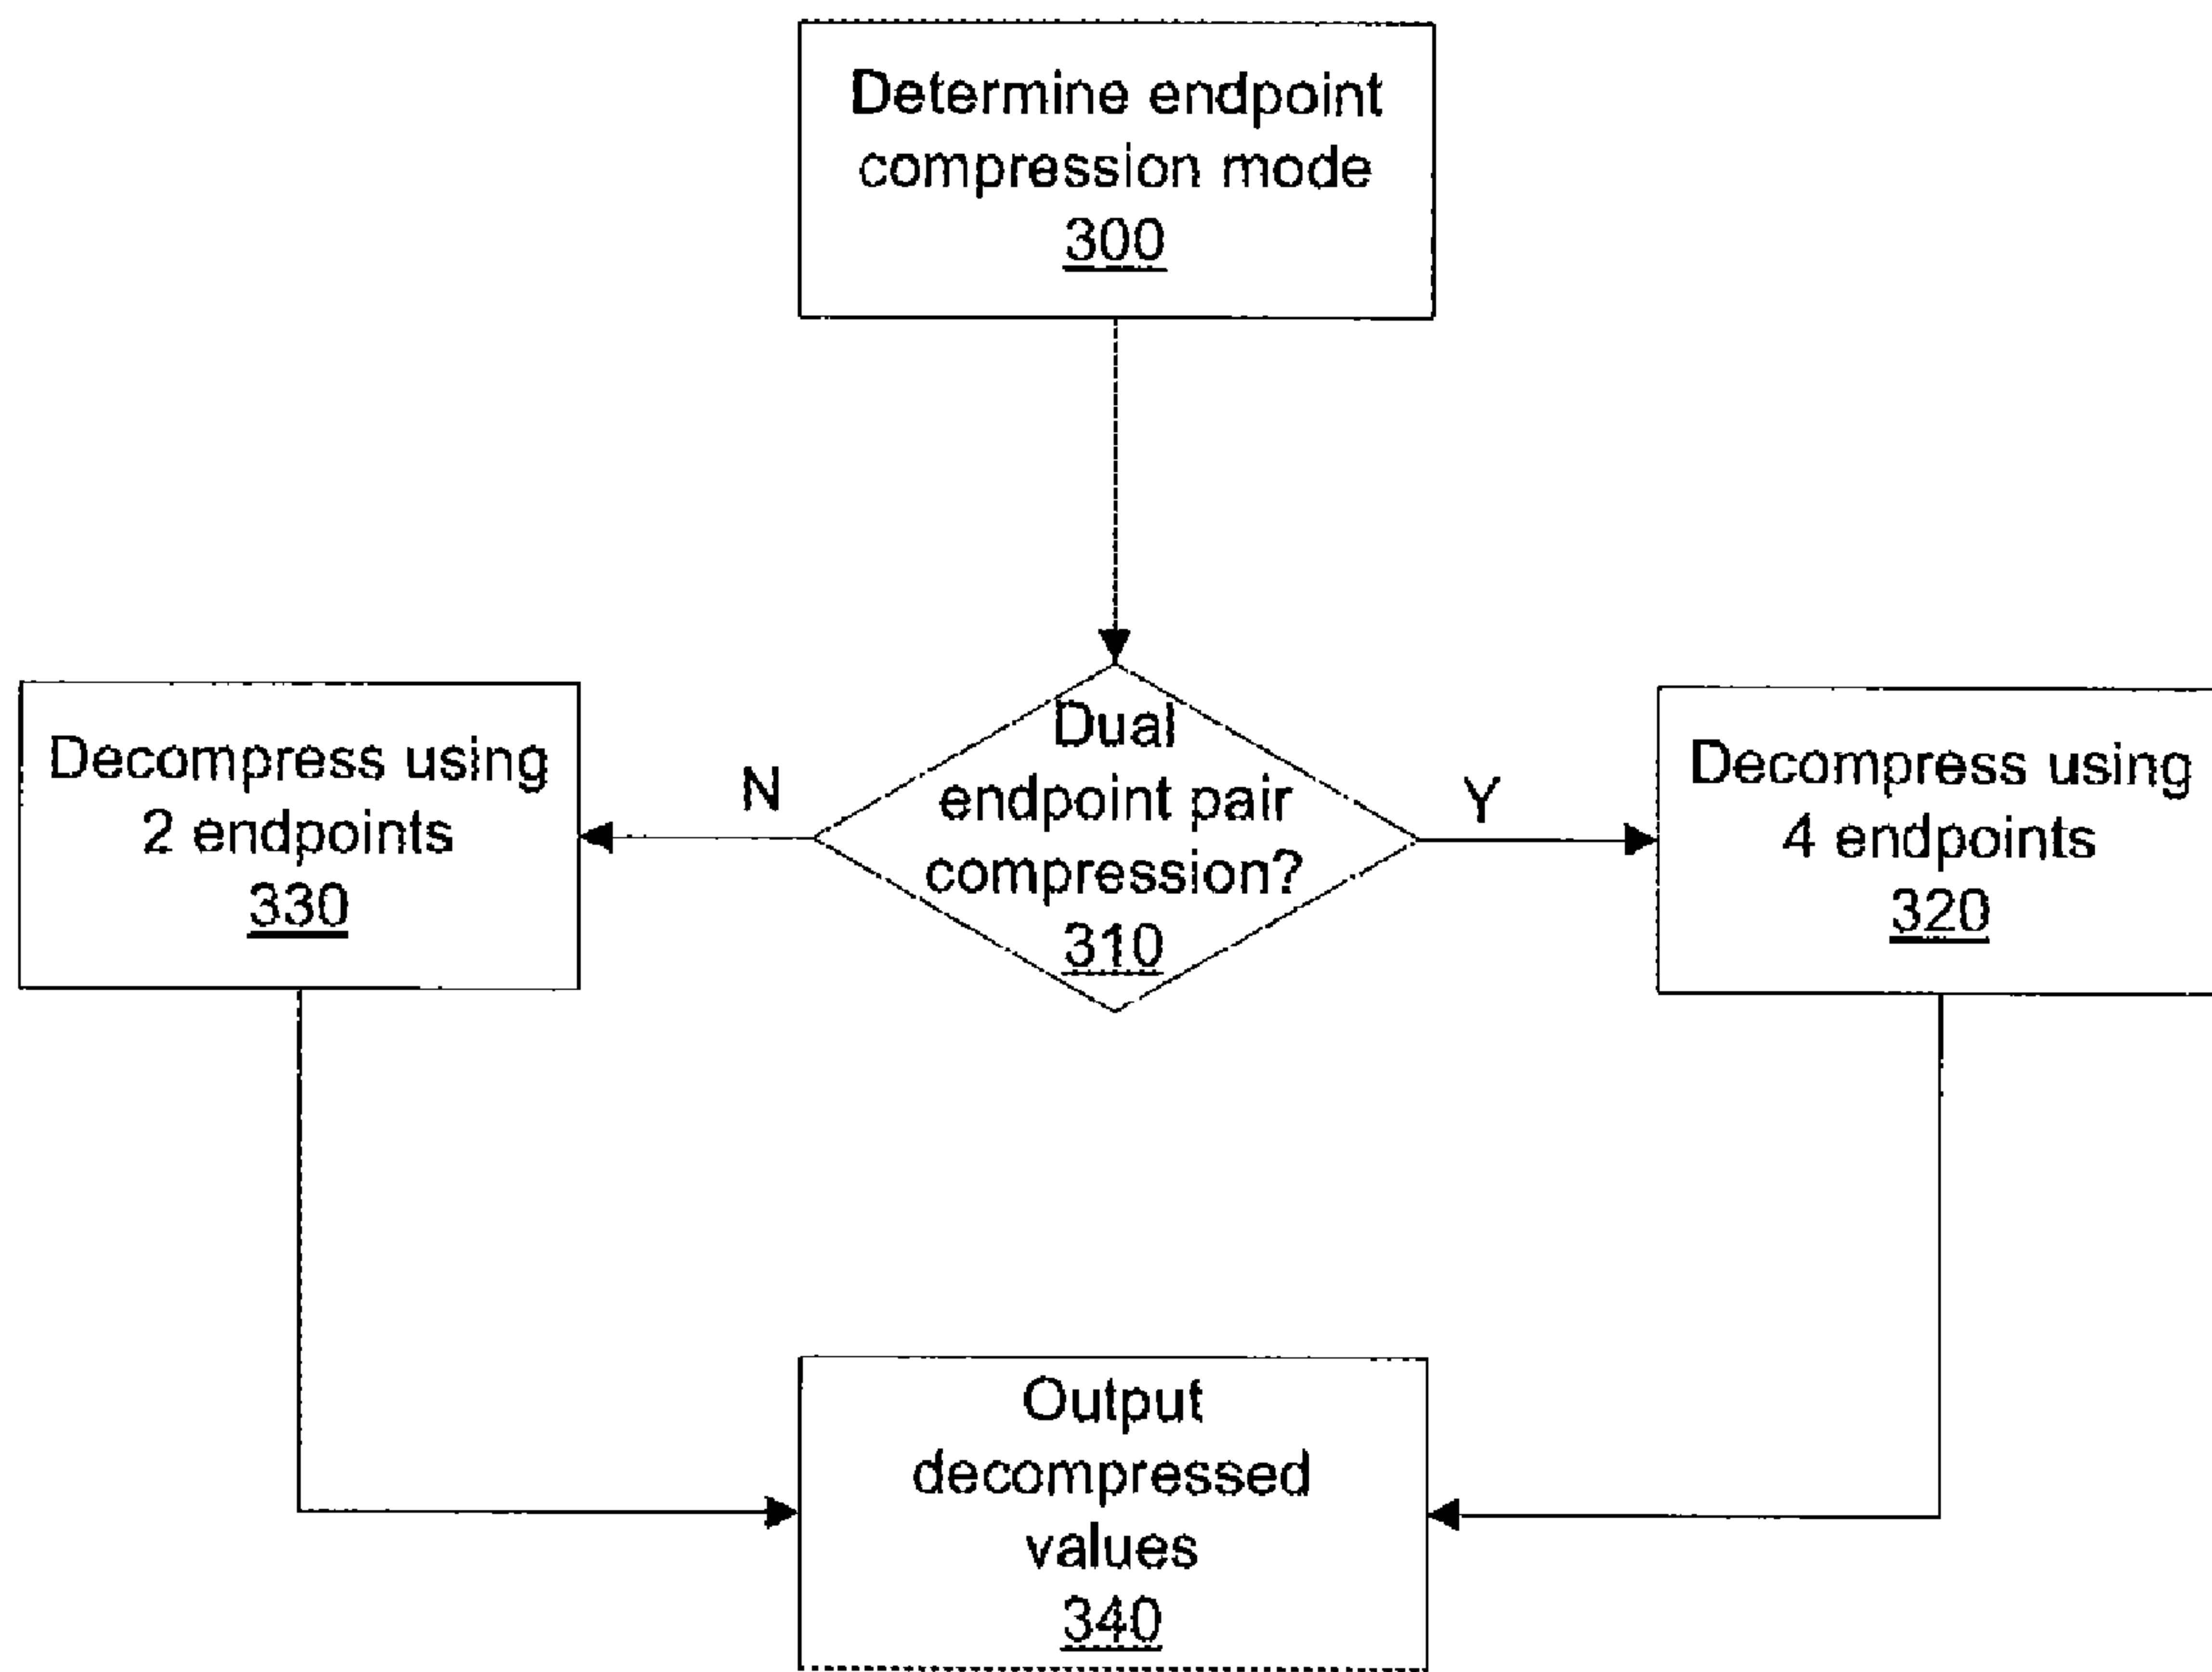 Determine endpoint
compression mode
300
Dual
endpoint pair
compression?
310
N
Y
Decompress using
2 endpoints
330
Decompress using
4 endpoints
320
Output
decompressed
values
340